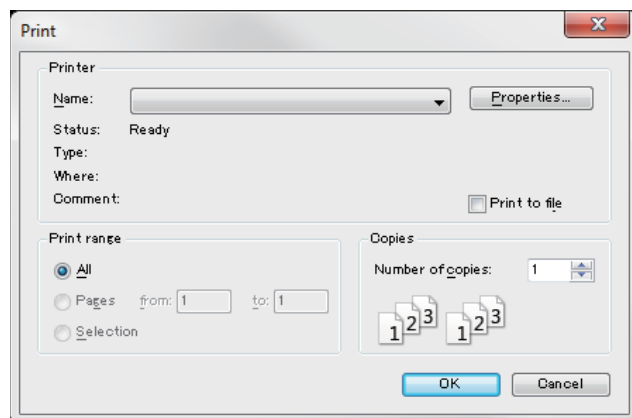 Print
Printer
Name:
Properties...
Status: Ready
Type:
Where:
Comment:
Print to file
Print range
All
Pages from: 1 to: 1
Selection
Copies
Number of copies: 1
1 2 3 1 2 3
OK Cancel